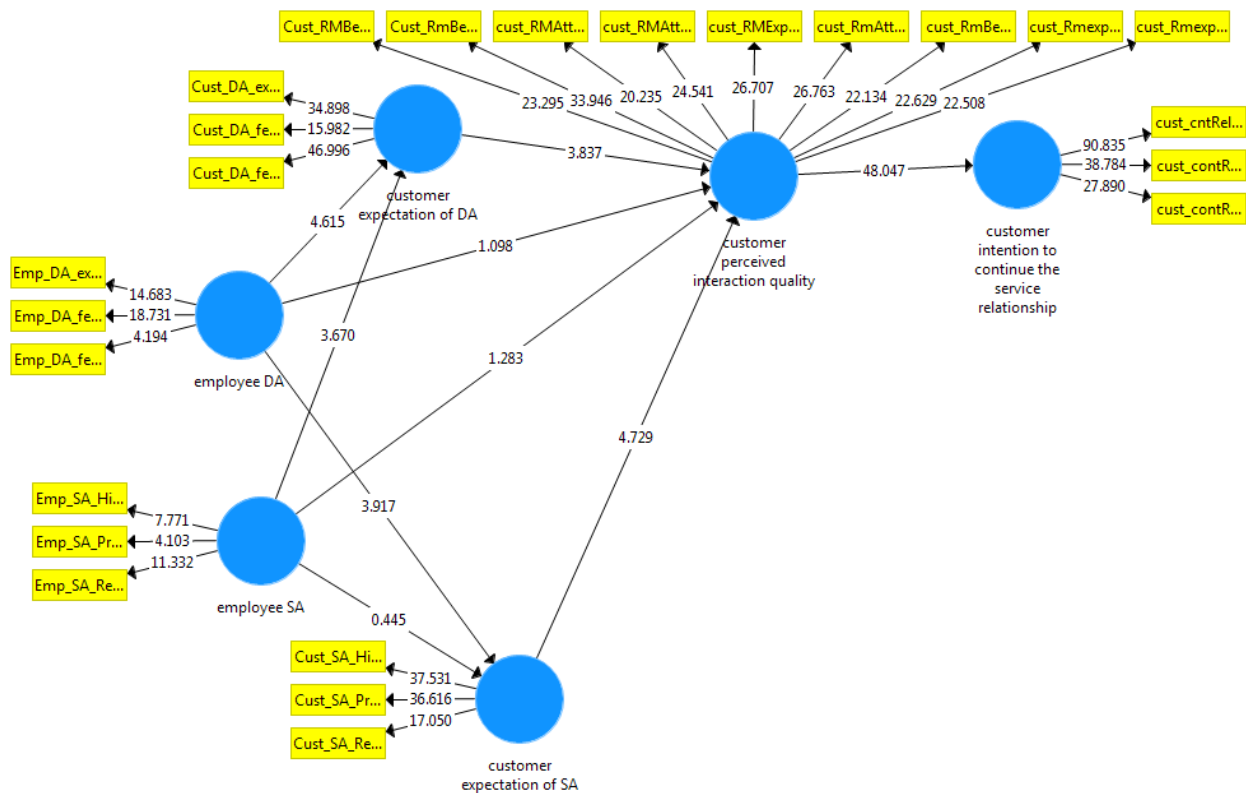 Cust_RMBe...
Cust_RmBe...
cust_RMAtt...
cust_RMAtt...
cust_RMExp...
cust_RmAtt...
cust_RmBe...
cust_Rmexp...
cust_Rmexp...
23.295
33.946
20.235
24.541
26.707
26.763
22.134
22.629
22.508
Cust_DA_ex...
Cust_DA_fe...
Cust_DA_fe...
34.898
15.982
46.996
customer
expectation of DA
3.837
customer
perceived
interaction quality
48.047
cust_cntRel...
cust_contR...
cust_contR...
90.835
38.784
27.890
customer
intention to
continue the
service
relationship
4.615
1.098
Emp_DA_ex...
Emp_DA_fe...
Emp_DA_fe...
14.683
18.731
4.194
employee DA
3.670
1.283
4.729
3.917
Emp_SA_Hi...
Emp_SA_Pr...
Emp_SA_Re...
7.771
4.103
11.332
employee SA
0.445
Cust_SA_Hi...
Cust_SA_Pr...
Cust_SA_Re...
37.531
36.616
17.050
customer
expectation of SA